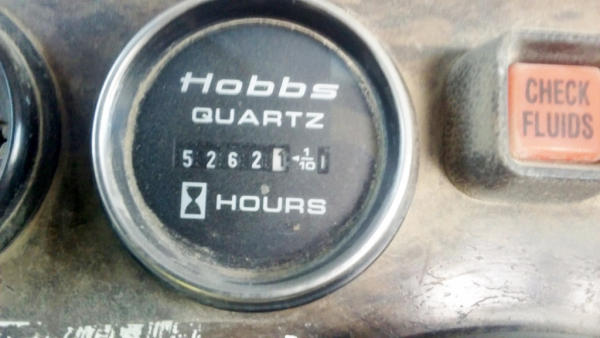 Hobbs
QUARTZ
52621 1/10
HOURS
CHECK
FLUIDS